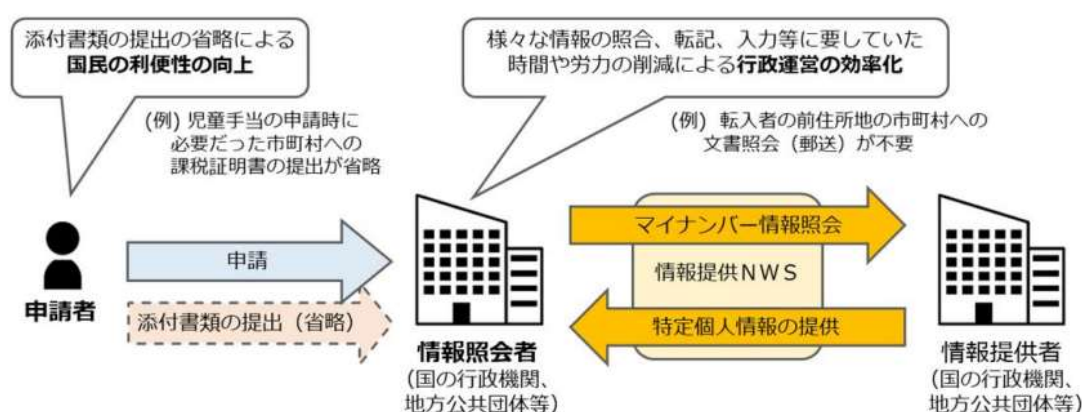 添付書類の提出の省略による
国民の利便性の向上
様々な情報の照合、転記、入力等に要していた
時間や労力の削減による行政運営の効率化
(例) 児童手当の申請時に
必要だった市町村への
課税証明書の提出が省略
(例) 転入者の前住所地の市町村への
文書照会（郵送）が不要
申請者
申請
添付書類の提出（省略）
情報照会者
(国の行政機関、
地方公共団体等)
マイナンバー情報照会
情報提供NWS
特定個人情報の提供
情報提供者
(国の行政機関、
地方公共団体等)